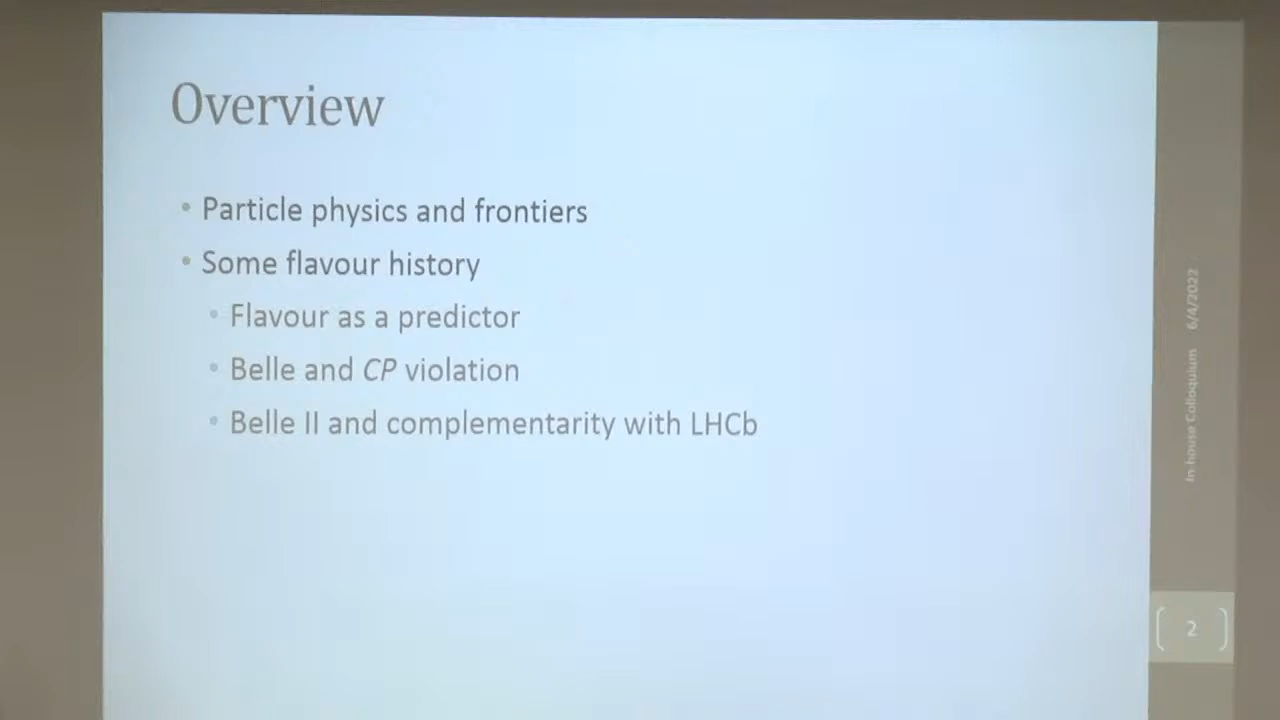 Overview
• Particle physics and frontiers
• Some flavour history
• Flavour as a predictor
• Belle and CP violation
• Belle II and complementarity with LHCb
In-house Colloquium 6/4/2022
2